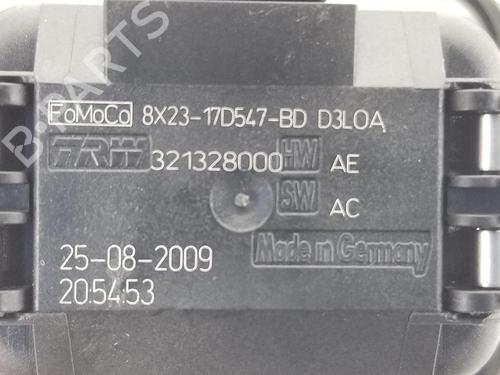 B-PARTS
FoMoCo 8X23-17D547-BD D3LOA
TRW 321328000 HW AE
SW AC
Made in Germany
25-08-2009
20:54:53